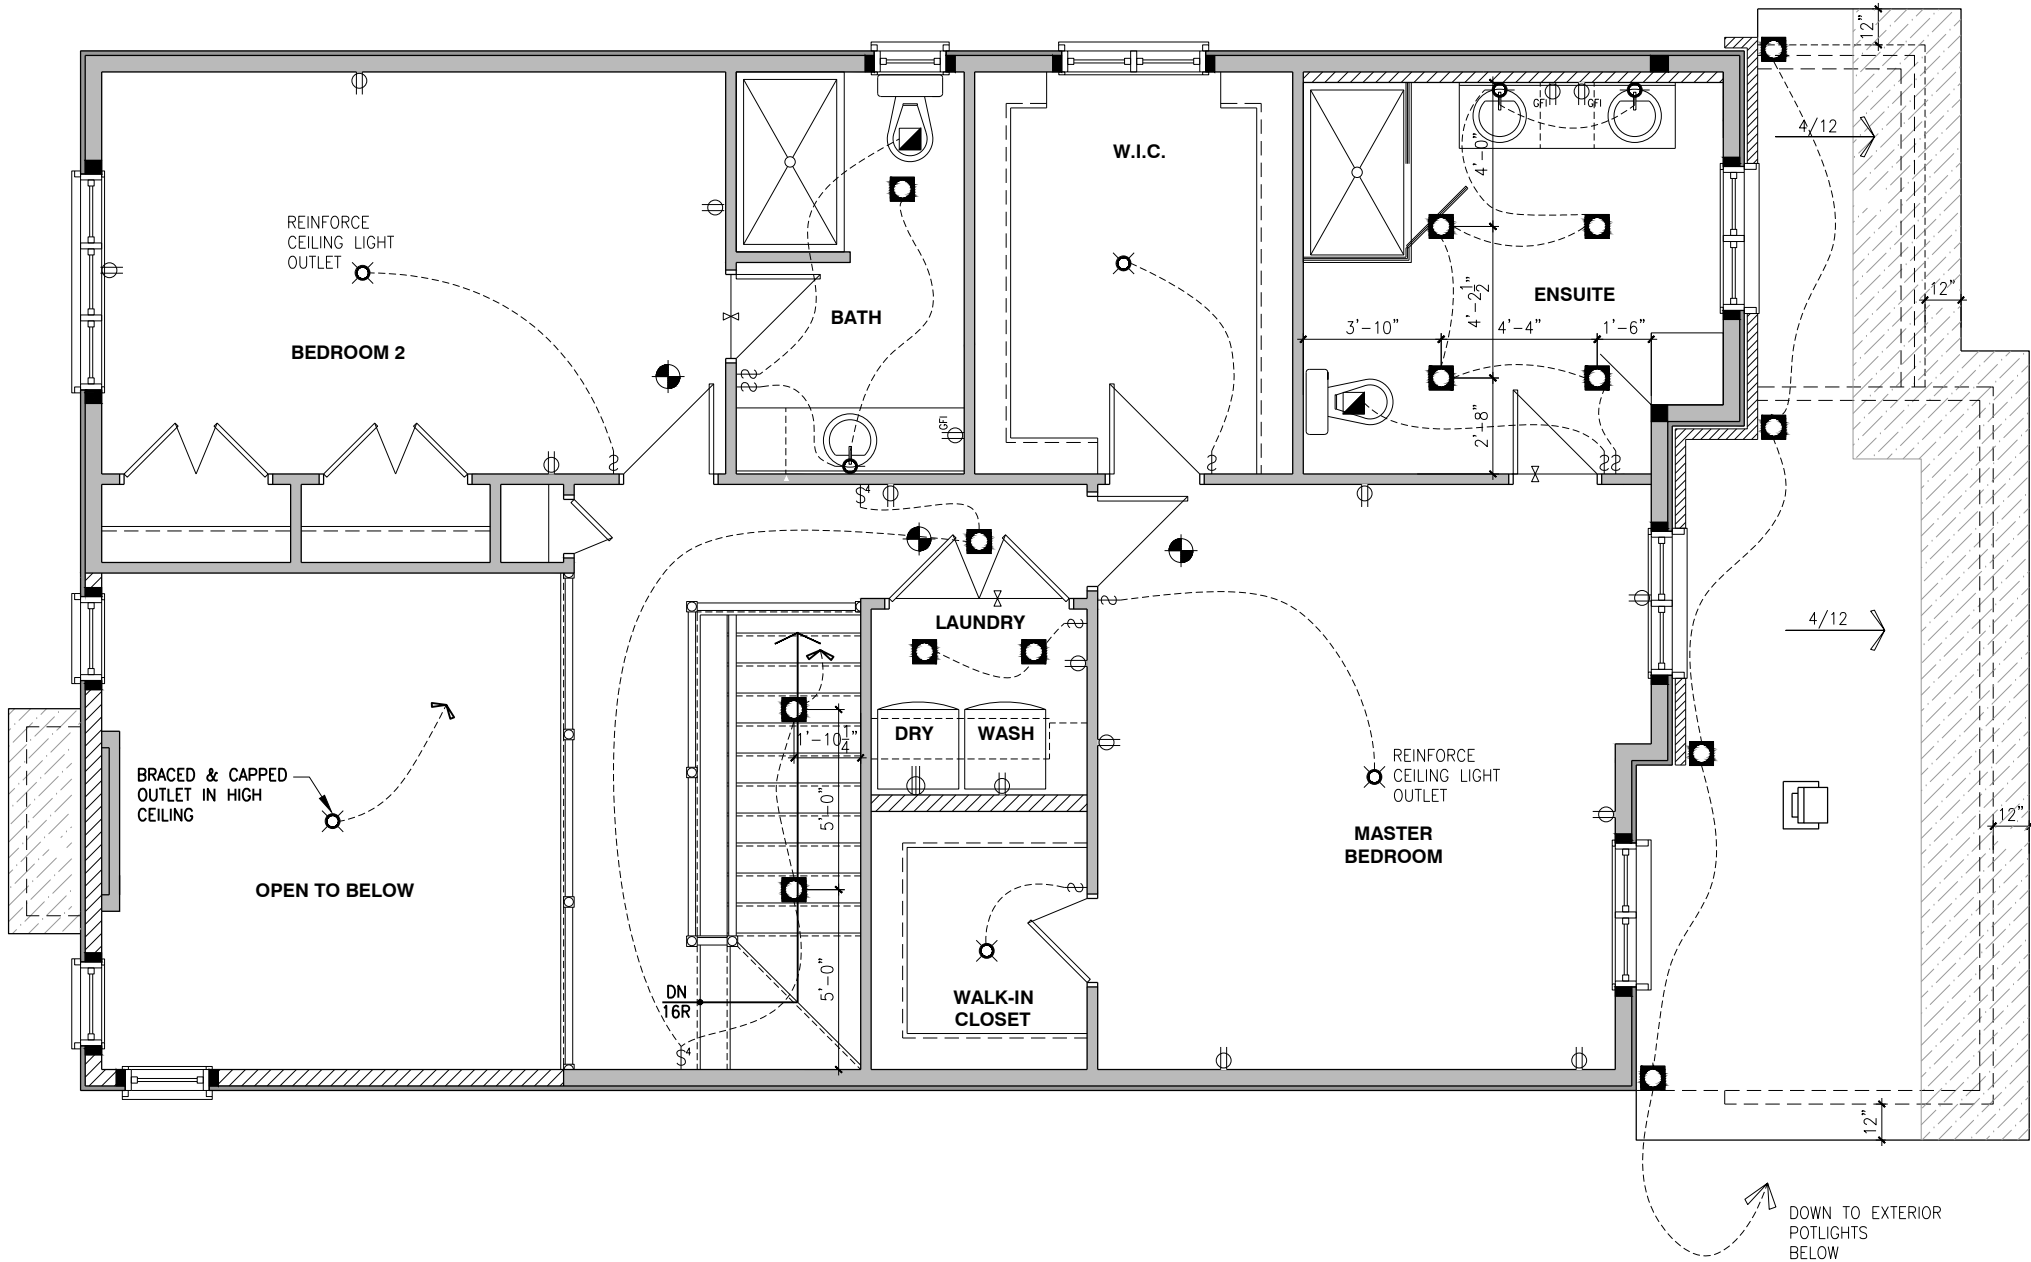 12"
4/12
W.I.C.
GFI
GFI
4'-0"
REINFORCE
CEILING LIGHT
OUTLET
4'-2 1/2"
12"
ENSUITE
BATH
3'-10"
4'-4"
1'-6"
BEDROOM 2
GFI
2'-8"
S
S
S
S
S
S
S
S⁴
S
LAUNDRY
S
4/12
DRY
WASH
1'-10 1/4"
REINFORCE
CEILING LIGHT
OUTLET
BRACED & CAPPED
OUTLET IN HIGH
CEILING
5'-0"
12"
MASTER
BEDROOM
OPEN TO BELOW
S
5'-0"
DN
16R
WALK-IN
CLOSET
S⁴
12"
DOWN TO EXTERIOR
POTLIGHTS
BELOW